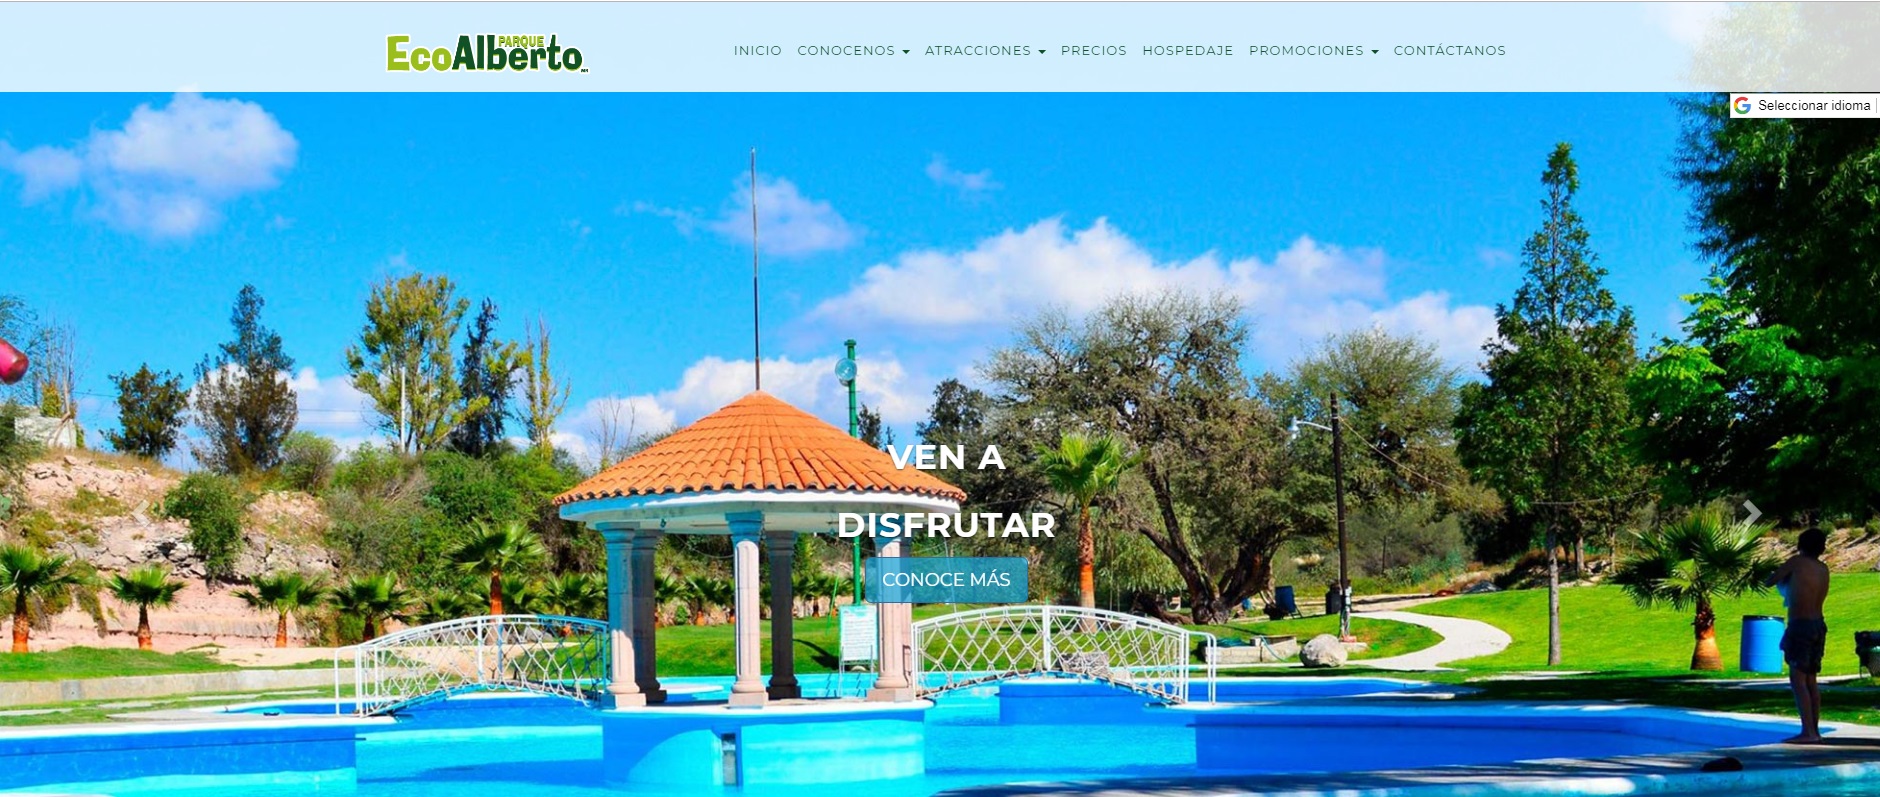 PARQUE
EcoAlberto
INICIO CONOCENOS ATRACCIONES PRECIOS HOSPEDAJE PROMOCIONES CONTÁCTANOS
Seleccionar idioma
VEN A
DISFRUTAR
CONOCE MÁS